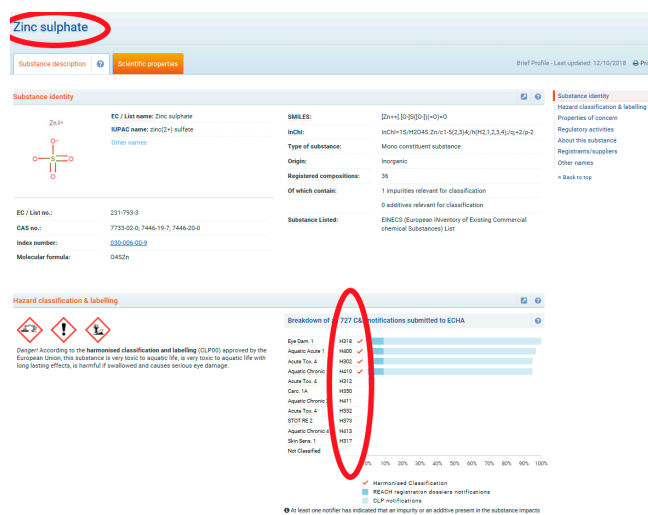 Zinc sulphate
Substance description
Scientific properties
Brief Profile - Last updated: 12/10/2018
Substance identity
EC / List name: Zinc sulphate
IUPAC name: zinc(2+) sulfate
Other names
Zn 2+
O-
O S O-
O
EC / List no.: 231-793-3
CAS no.: 7733-02-0; 7446-19-7; 7446-20-0
Index number: 030-006-00-9
Molecular formula: O4SZn
SMILES: [Zn++].[O-]S([O-])(=O)=O
InChI: InChI=1S/H2O4S.Zn/c1-5(2,3)4;/h(H2,1,2,3,4);/q;+2/p-2
Type of substance: Mono constituent substance
Origin: Inorganic
Registered compositions: 36
Of which contain: 1 impurities relevant for classification
0 additives relevant for classification
Substance Listed: EINECS (European INventory of Existing Commercial
chemical Substances) List
Substance identity
Hazard classification & labelling
Properties of concern
Regulatory activities
About this substance
Registrants/suppliers
Other names
Back to top
Hazard classification & labelling
Danger! According to the harmonised classification and labelling (CLP00) approved by the
European Union, this substance is very toxic to aquatic life, is very toxic to aquatic life with
long lasting effects, is harmful if swallowed and causes serious eye damage.
Breakdown of 727 C&L notifications submitted to ECHA
Eye Dam. 1 H318
Aquatic Acute 1 H400
Acute Tox. 4 H302
Aquatic Chronic H410
Acute Tox. 4 H312
Carc. 1A H350
Aquatic Chronic H411
Acute Tox. 4 H332
STOT RE 2 H373
Aquatic Chronic 4 H413
Skin Sens. 1 H317
Not Classified
0% 10% 20% 30% 40% 50% 60% 70% 80% 90% 100%
Harmonised Classification
REACH registration dossiers notifications
CLP notifications
At least one notifier has indicated that an impurity or an additive present in the substance impacts